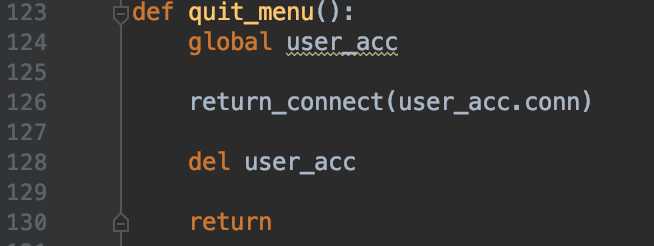 123 def quit_menu():
124 global user_acc
125
126 return_connect(user_acc.conn)
127
128 del user_acc
129
130 return